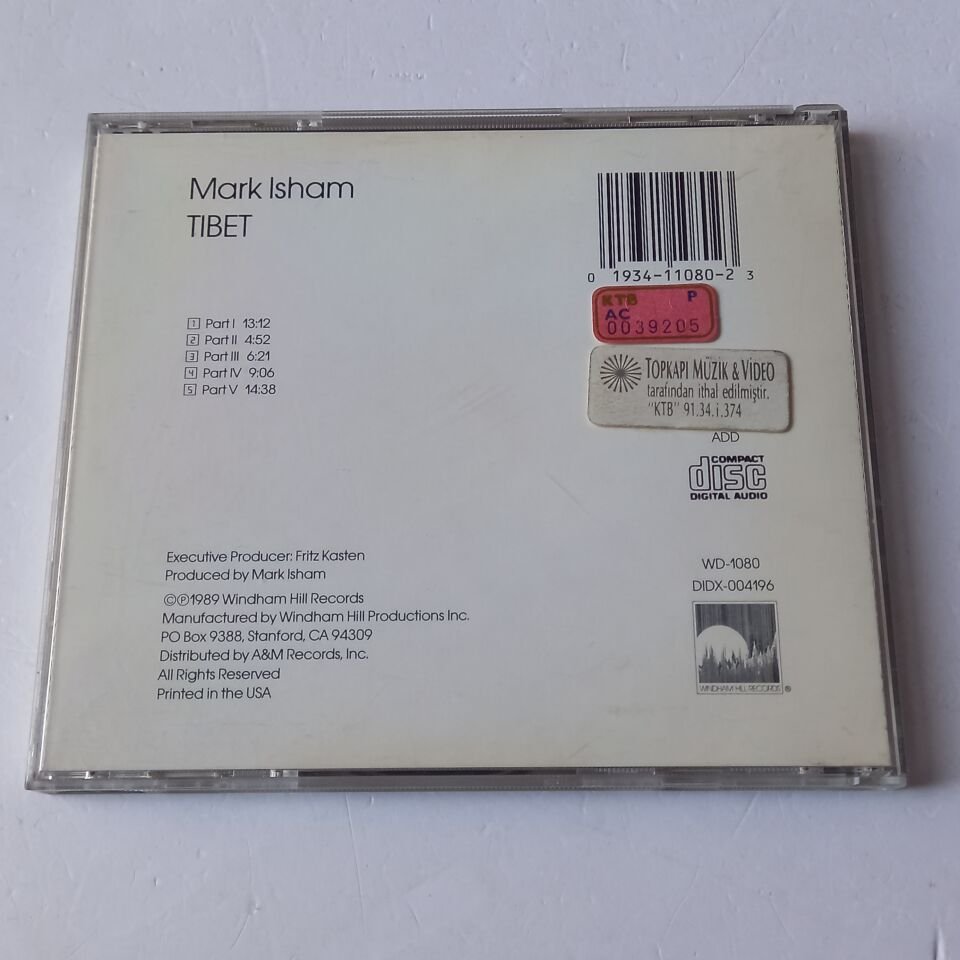 Mark Isham
TIBET
1 Part I 13:12
2 Part II 4:52
3 Part III 6:21
4 Part IV 9:06
5 Part V 14:38
Executive Producer: Fritz Kasten
Produced by Mark Isham
©℗1989 Windham Hill Records
Manufactured by Windham Hill Productions Inc.
PO Box 9388, Stanford, CA 94309
Distributed by A&M Records, Inc.
All Rights Reserved
Printed in the USA
0 1934-11080-2 3
KTB P
AC
0039205
TOPKAPI MÜZİK & VİDEO
tarafından ithal edilmiştir.
"KTB" 91.34.i.374
ADD
COMPACT
disc
DIGITAL AUDIO
WD-1080
DIDX-004196
WINDHAM HILL RECORDS ®